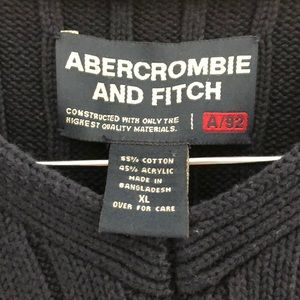 ABERCROMBIE
AND FITCH
CONSTRUCTED WITH ONLY THE
HIGHEST QUALITY MATERIALS.
A/92
55% COTTON
45% ACRYLIC
MADE IN
BANGLADESH
XL
OVER FOR CARE